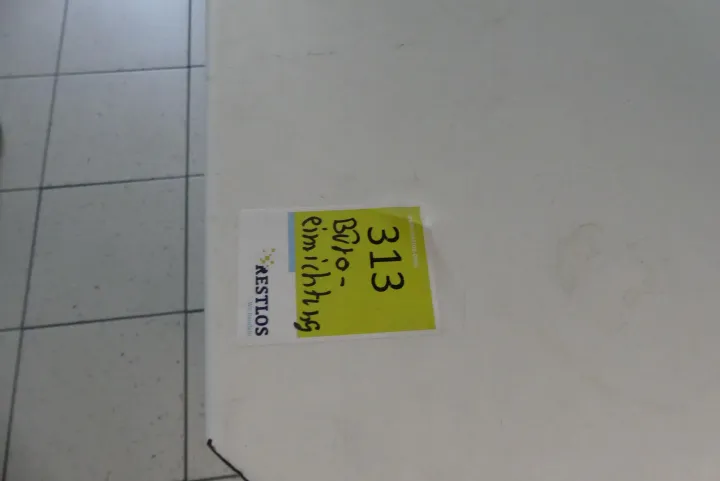 313
Büro-
einrichtung
RESTLOS